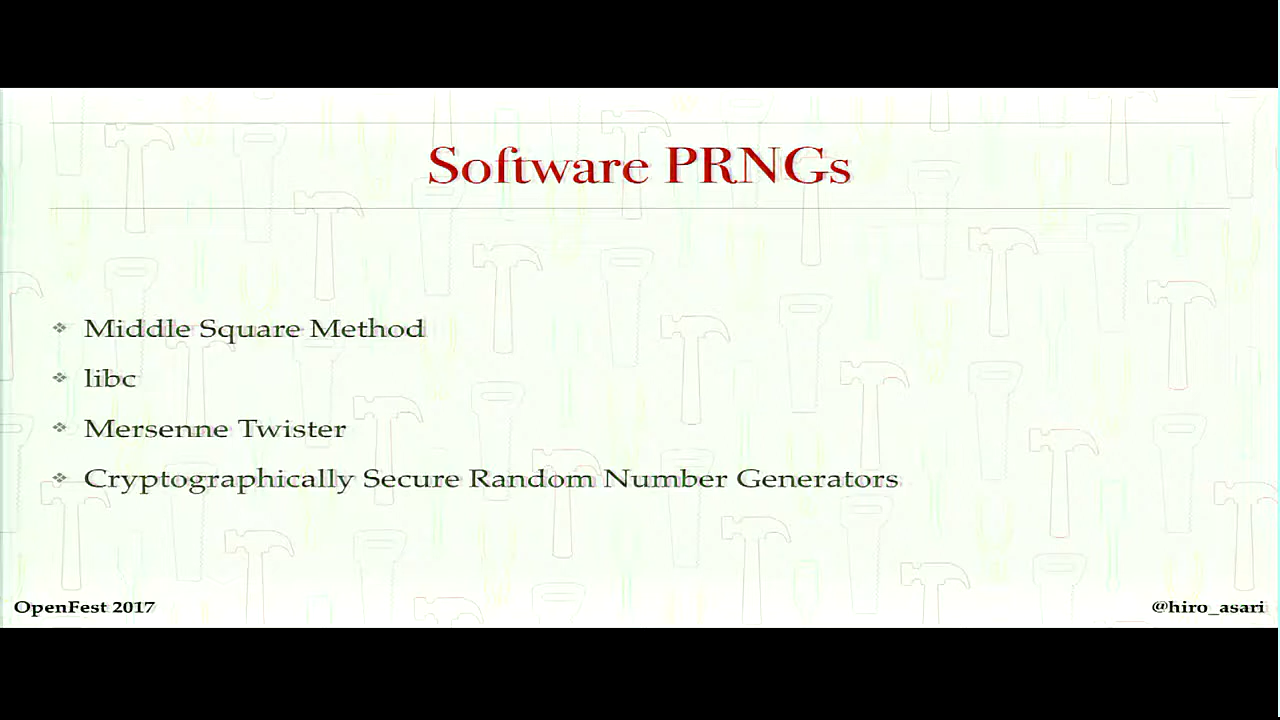 Software PRNGs
Middle Square Method
libc
Mersenne Twister
Cryptographically Secure Random Number Generators
OpenFest 2017
@hiro_asari